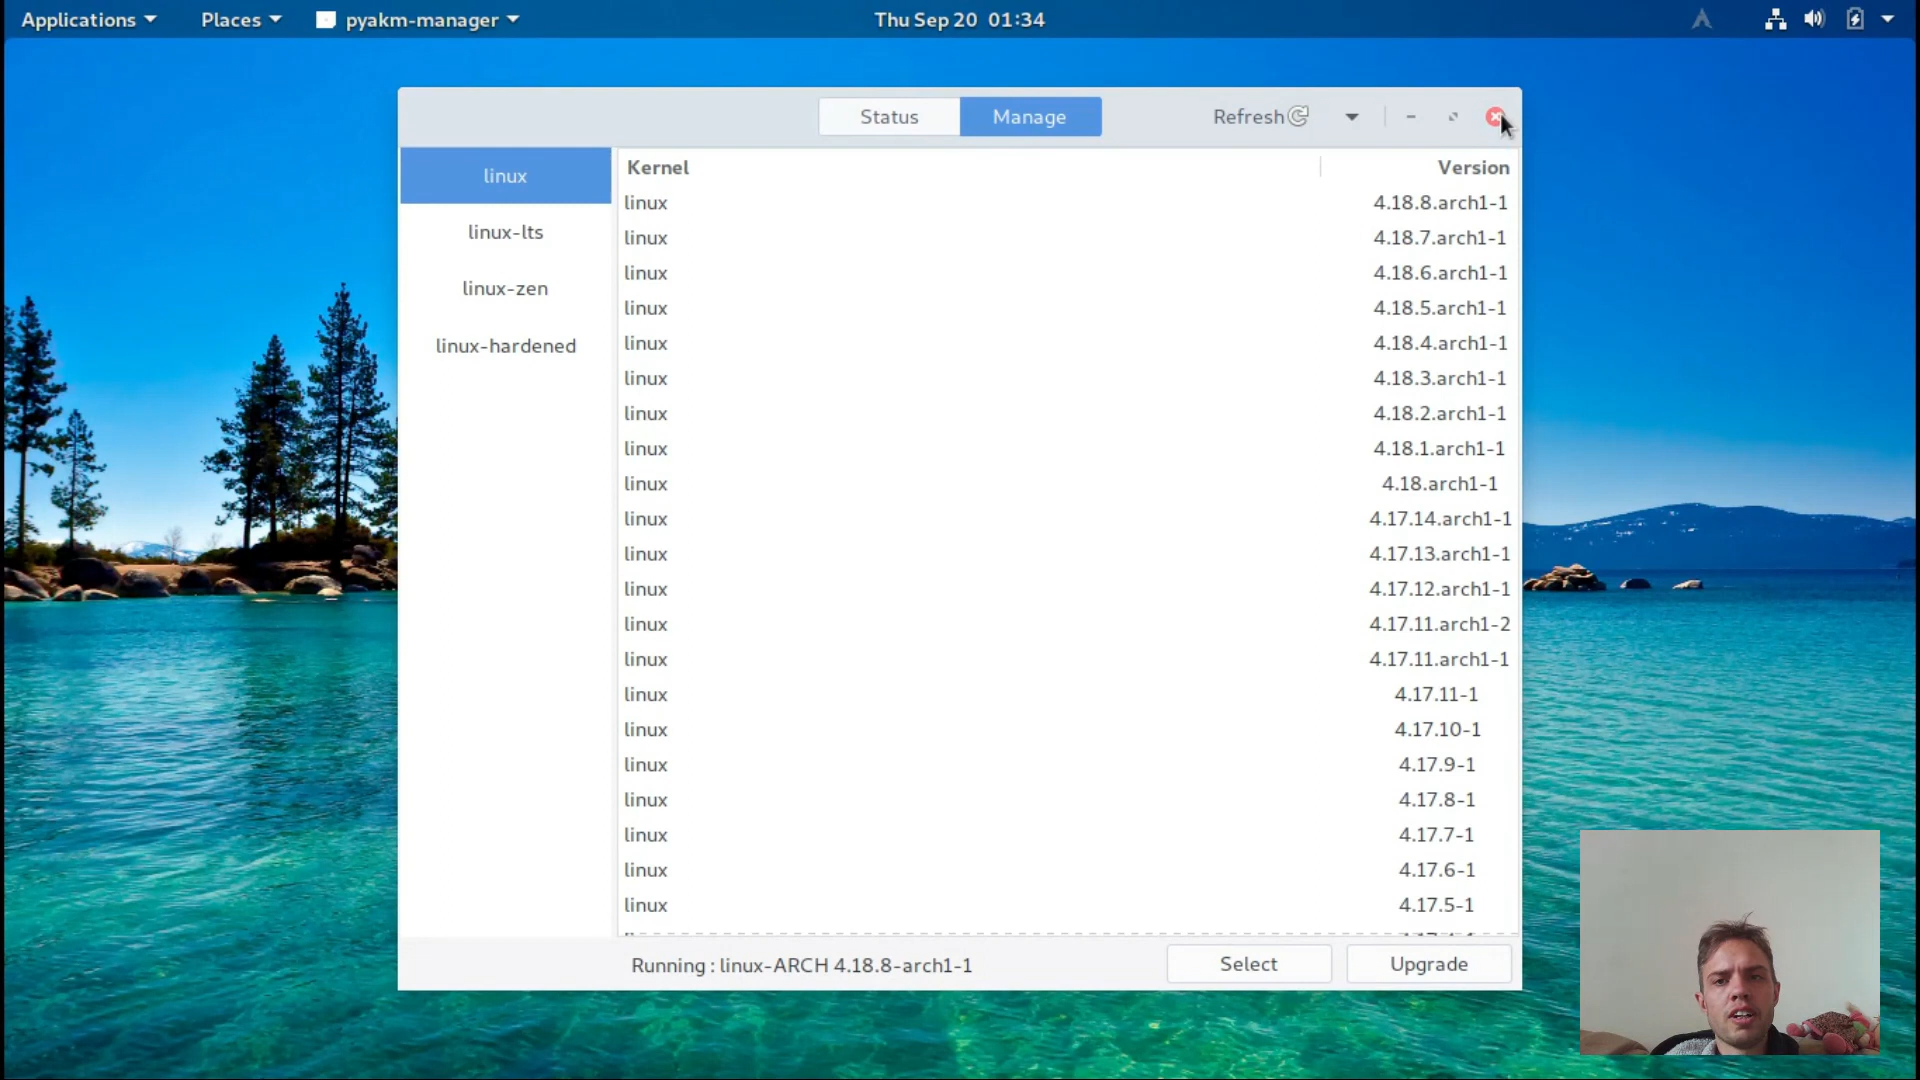 Applications Places pyakm-manager Thu Sep 20 01:34
Status Manage Refresh
linux
linux-lts
linux-zen
linux-hardened
Kernel Version
linux 4.18.8.arch1-1
linux 4.18.7.arch1-1
linux 4.18.6.arch1-1
linux 4.18.5.arch1-1
linux 4.18.4.arch1-1
linux 4.18.3.arch1-1
linux 4.18.2.arch1-1
linux 4.18.1.arch1-1
linux 4.18.arch1-1
linux 4.17.14.arch1-1
linux 4.17.13.arch1-1
linux 4.17.12.arch1-1
linux 4.17.11.arch1-2
linux 4.17.11.arch1-1
linux 4.17.11-1
linux 4.17.10-1
linux 4.17.9-1
linux 4.17.8-1
linux 4.17.7-1
linux 4.17.6-1
linux 4.17.5-1
Running : linux-ARCH 4.18.8-arch1-1 Select Upgrade